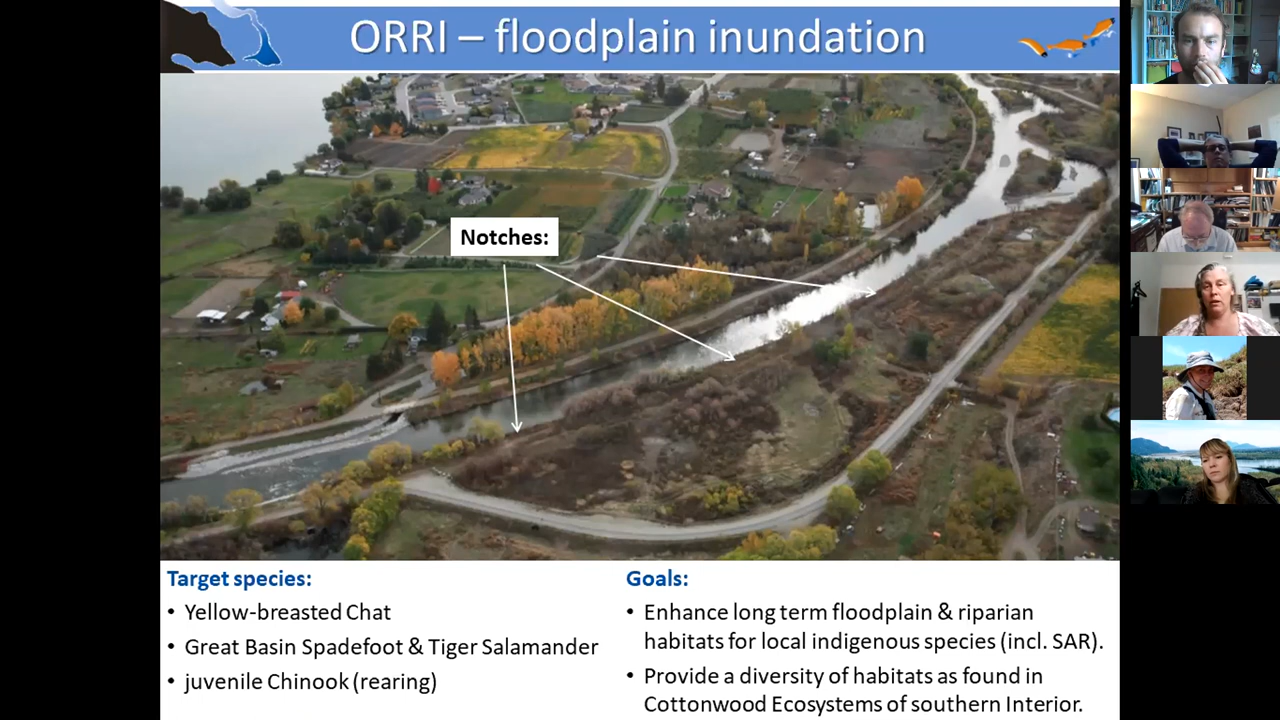 ORRI – floodplain inundation
Notches:
Target species:
• Yellow-breasted Chat
• Great Basin Spadefoot & Tiger Salamander
• juvenile Chinook (rearing)
Goals:
• Enhance long term floodplain & riparian
habitats for local indigenous species (incl. SAR).
• Provide a diversity of habitats as found in
Cottonwood Ecosystems of southern Interior.